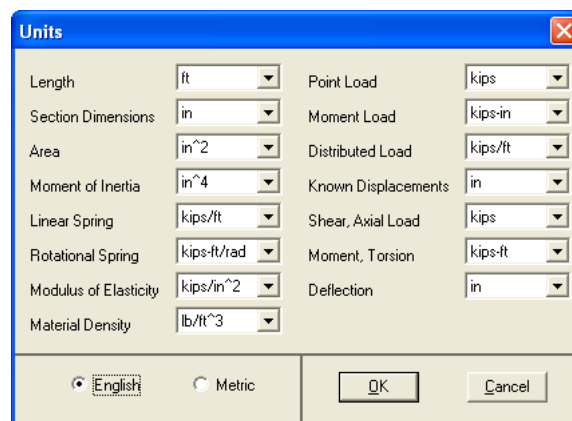 Units
Length ft
Section Dimensions in
Area in^2
Moment of Inertia in^4
Linear Spring kips/ft
Rotational Spring kips-ft/rad
Modulus of Elasticity kips/in^2
Material Density lb/ft^3
Point Load kips
Moment Load kips-in
Distributed Load kips/ft
Known Displacements in
Shear, Axial Load kips
Moment, Torsion kips-ft
Deflection in
English Metric
OK Cancel